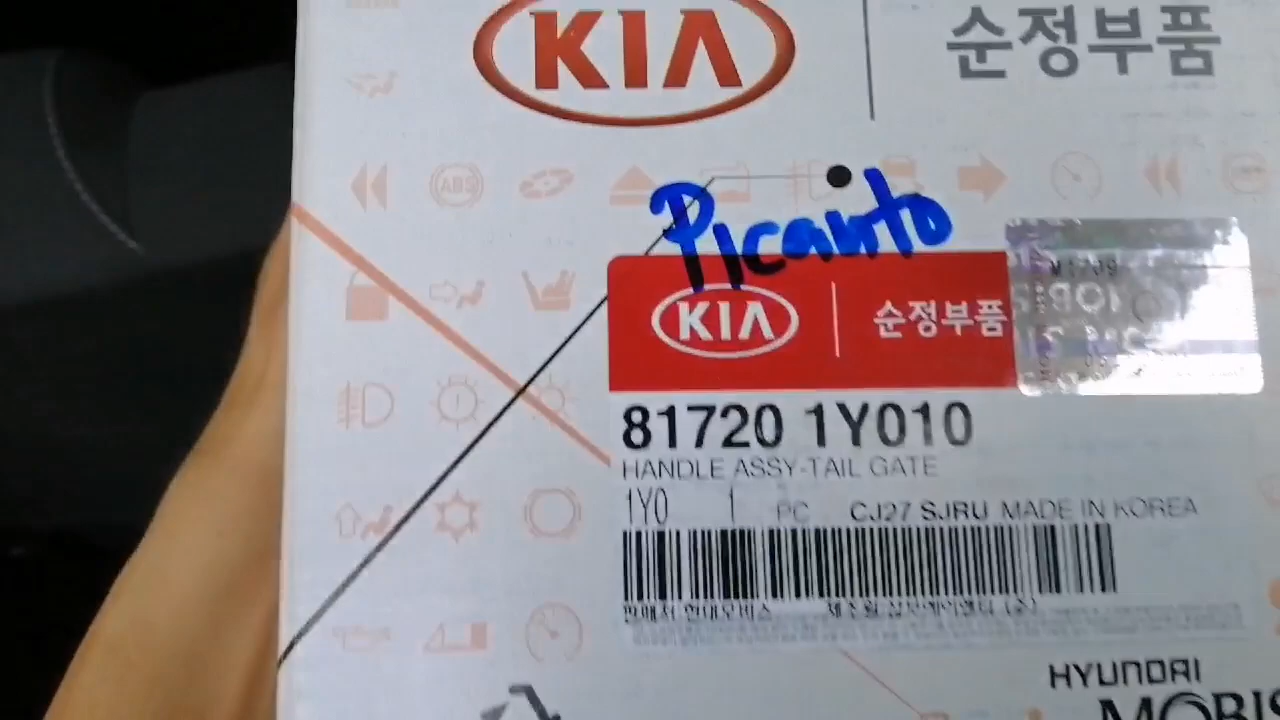 KIA 순정부품
ABS
Picanto
KIA 순정부품
81720 1Y010
HANDLE ASSY-TAIL GATE
1Y0 1 PC CJ27 SJRU MADE IN KOREA
HYUNDAI
MOBIS